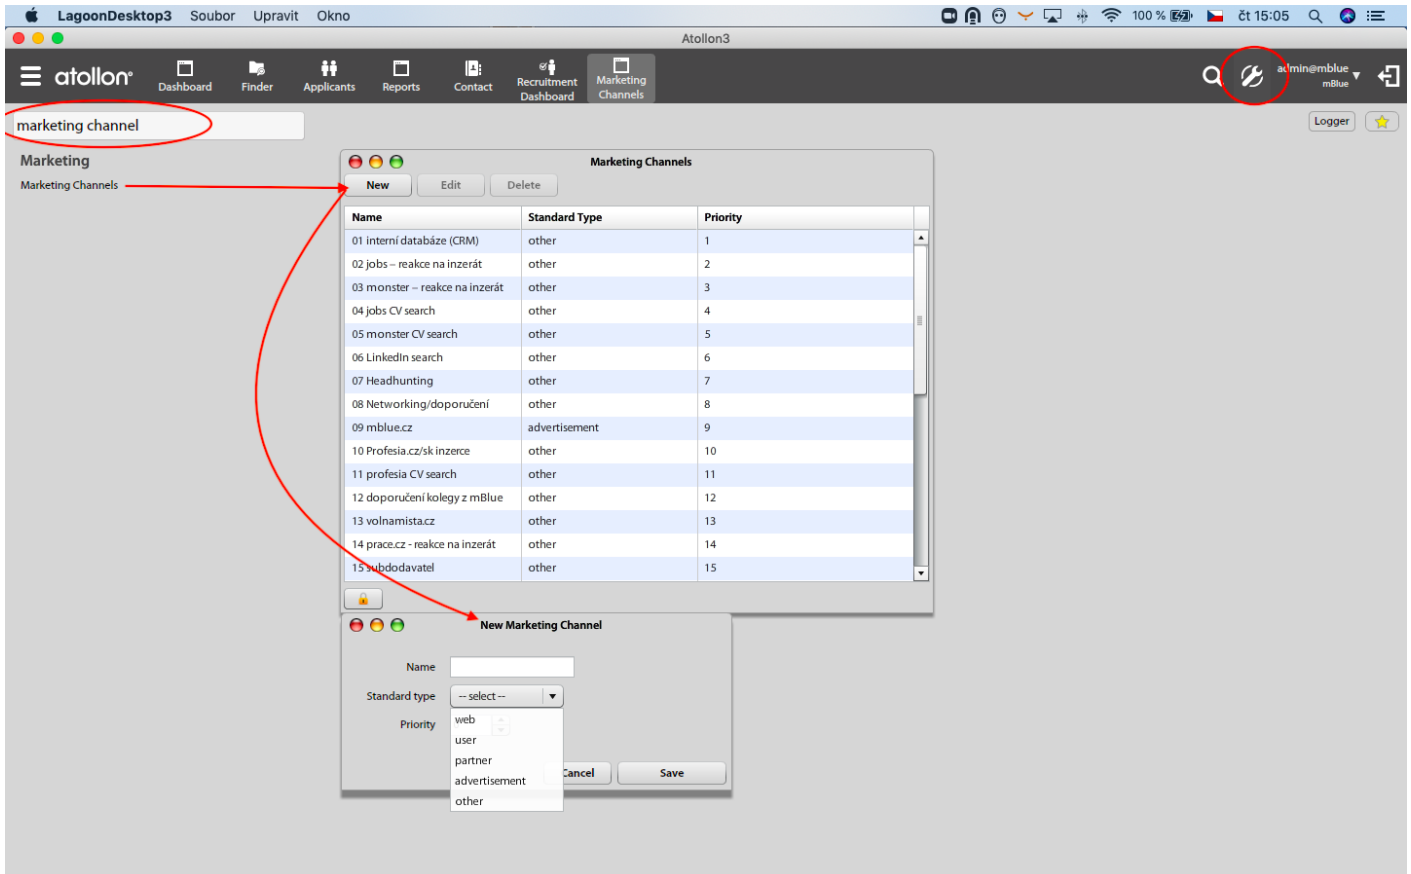 LagoonDesktop3 Soubor Upravit Okno 100 % čt 15:05
Atollon3
atollon Dashboard Finder Applicants Reports Contact Recruitment Dashboard Marketing Channels admin@mblue mBlue
marketing channel
Logger
Marketing
Marketing Channels
Marketing Channels
New Edit Delete
Name Standard Type Priority
01 interní databáze (CRM) other 1
02 jobs – reakce na inzerát other 2
03 monster – reakce na inzerát other 3
04 jobs CV search other 4
05 monster CV search other 5
06 LinkedIn search other 6
07 Headhunting other 7
08 Networking/doporučení other 8
09 mblue.cz advertisement 9
10 Profesia.cz/sk inzerce other 10
11 profesia CV search other 11
12 doporučení kolegy z mBlue other 12
13 volnamista.cz other 13
14 prace.cz - reakce na inzerát other 14
15 subdodavatel other 15
New Marketing Channel
Name
Standard type -- select --
Priority
web
user
partner
advertisement
other
Cancel Save